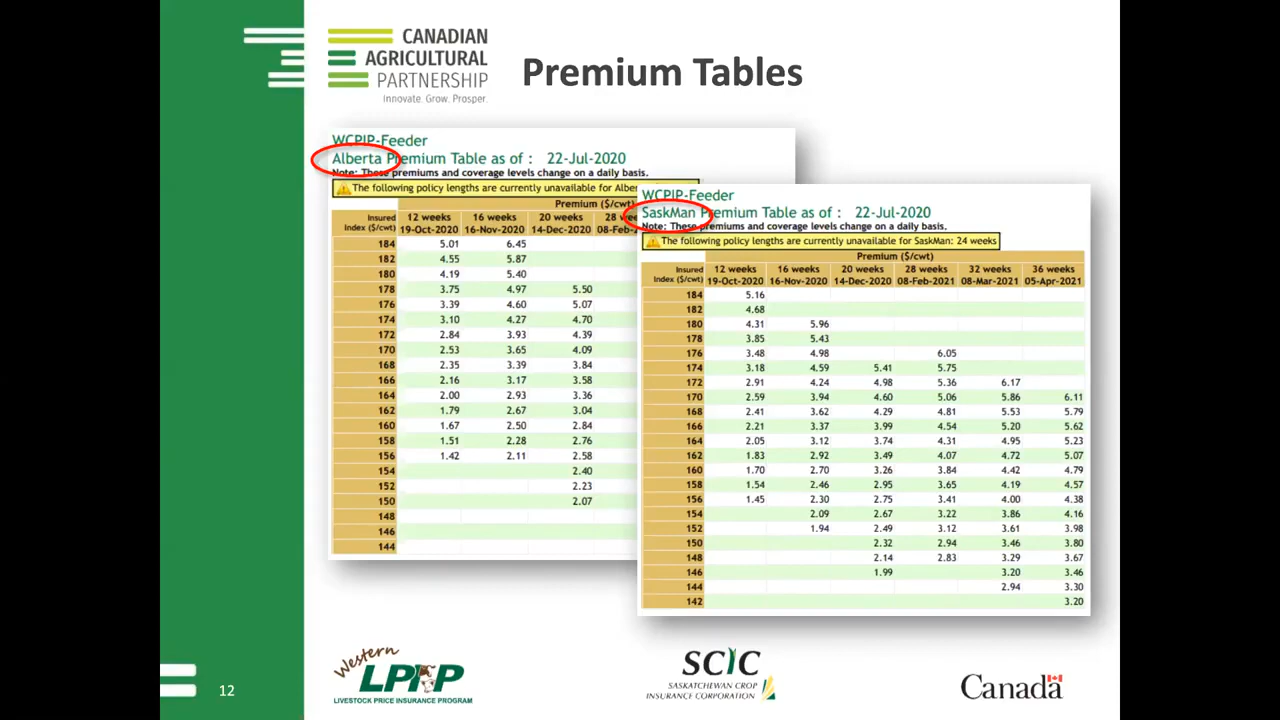 CANADIAN
AGRICULTURAL
PARTNERSHIP
Innovate. Grow. Prosper.
Premium Tables
WCPIP-Feeder
Alberta Premium Table as of : 22-Jul-2020
Note: These premiums and coverage levels change on a daily basis.
The following policy lengths are currently unavailable for
Premium ($/cwt)
Insured 12 weeks 16 weeks 20 weeks 28
Index ($/cwt) 19-Oct-2020 16-Nov-2020 14-Dec-2020
184 5.01 6.45
182 4.55 5.87
180 4.19 5.40
178 3.75 4.97 5.50
176 3.39 4.60 5.07
174 3.10 4.27 4.70
172 2.84 3.93 4.39
170 2.53 3.65 4.09
168 2.35 3.39 3.84
166 2.16 3.17 3.58
164 2.00 2.93 3.36
162 1.79 2.67 3.04
160 1.67 2.50 2.84
158 1.51 2.28 2.76
156 1.42 2.11 2.58
154 2.40
152 2.23
150 2.07
148
146
144
WCPIP-Feeder
SaskMan Premium Table as of : 22-Jul-2020
Note: These premiums and coverage levels change on a daily basis.
The following policy lengths are currently unavailable for SaskMan: 24 weeks
Premium ($/cwt)
Insured 12 weeks 16 weeks 20 weeks 28 weeks 32 weeks 36 weeks
Index ($/cwt) 19-Oct-2020 16-Nov-2020 14-Dec-2020 08-Feb-2021 08-Mar-2021 05-Apr-2021
184 5.16
182 4.68
180 4.31 5.96
178 3.85 5.43
176 3.48 4.98 6.05
174 3.18 4.59 5.41 5.75
172 2.91 4.24 4.98 5.36 6.17
170 2.59 3.94 4.60 5.06 5.86 6.11
168 2.41 3.62 4.29 4.81 5.53 5.79
166 2.21 3.37 3.99 4.54 5.20 5.62
164 2.05 3.12 3.74 4.31 4.95 5.23
162 1.83 2.92 3.49 4.07 4.72 5.07
160 1.70 2.70 3.26 3.84 4.42 4.79
158 1.54 2.46 2.95 3.65 4.19 4.57
156 1.45 2.30 2.75 3.41 4.00 4.38
154 2.09 2.67 3.22 3.86 4.16
152 1.94 2.49 3.12 3.61 3.98
150 2.32 2.94 3.46 3.80
148 2.14 2.83 3.29 3.67
146 1.99 3.20 3.46
144 2.94 3.30
142 3.20
12
Western
LPIP
LIVESTOCK PRICE INSURANCE PROGRAM
SCIC
SASKATCHEWAN CROP
INSURANCE CORPORATION
Canada